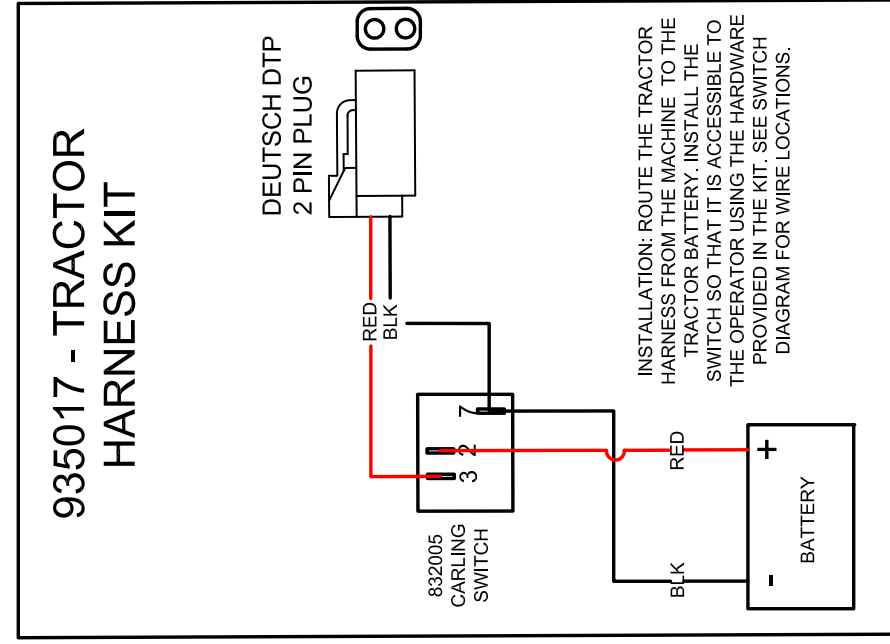 935017 - TRACTOR
HARNESS KIT
DEUTSCH DTP
2 PIN PLUG
RED
BLK
7
2
3
832005
CARLING
SWITCH
RED
BLK
+
-
BATTERY
INSTALLATION: ROUTE THE TRACTOR
HARNESS FROM THE MACHINE TO THE
TRACTOR BATTERY. INSTALL THE
SWITCH SO THAT IT IS ACCESSIBLE TO
THE OPERATOR USING THE HARDWARE
PROVIDED IN THE KIT. SEE SWITCH
DIAGRAM FOR WIRE LOCATIONS.